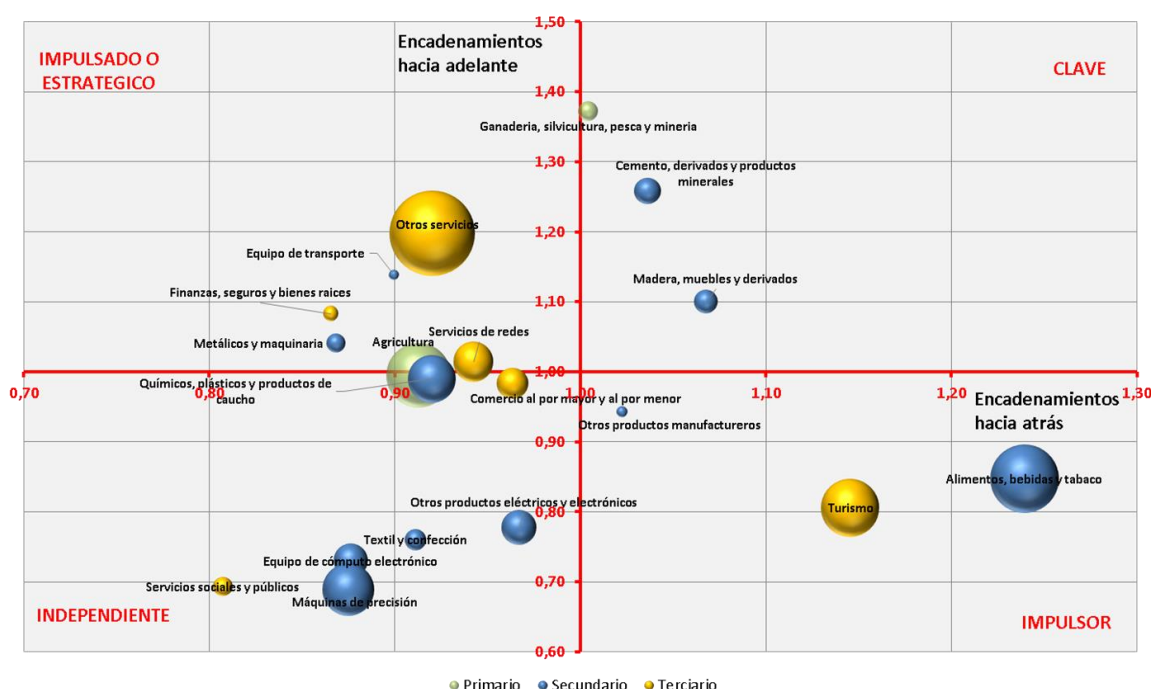 1,50
IMPULSADO O
ESTRATEGICO
Encadenamientos
hacia adelante
CLAVE
1,40
Ganaderia, silvicultura, pesca y mineria
1,30
Cemento, derivados y productos
minerales
1,20
Otros servicios
Equipo de transporte
Madera, muebles y derivados
Finanzas, seguros y bienes raices
1,10
Servicios de redes
Metálicos y maquinaria
Agricultura
1,00
Químicos, plásticos y productos de
caucho
0,70
0,80
0,90
1,00
1,10
1,20
1,30
Comercio al por mayor y al por menor
Encadenamientos
hacia atrás
Otros productos manufactureros
0,90
Alimentos, bebidas y tabaco
Otros productos eléctricos y electrónicos
0,80
Turismo
Textil y confección
Equipo de cómputo electrónico
0,70
Servicios sociales y públicos
Máquinas de precisión
INDEPENDIENTE
IMPULSOR
0,60
Primario Secundario Terciario